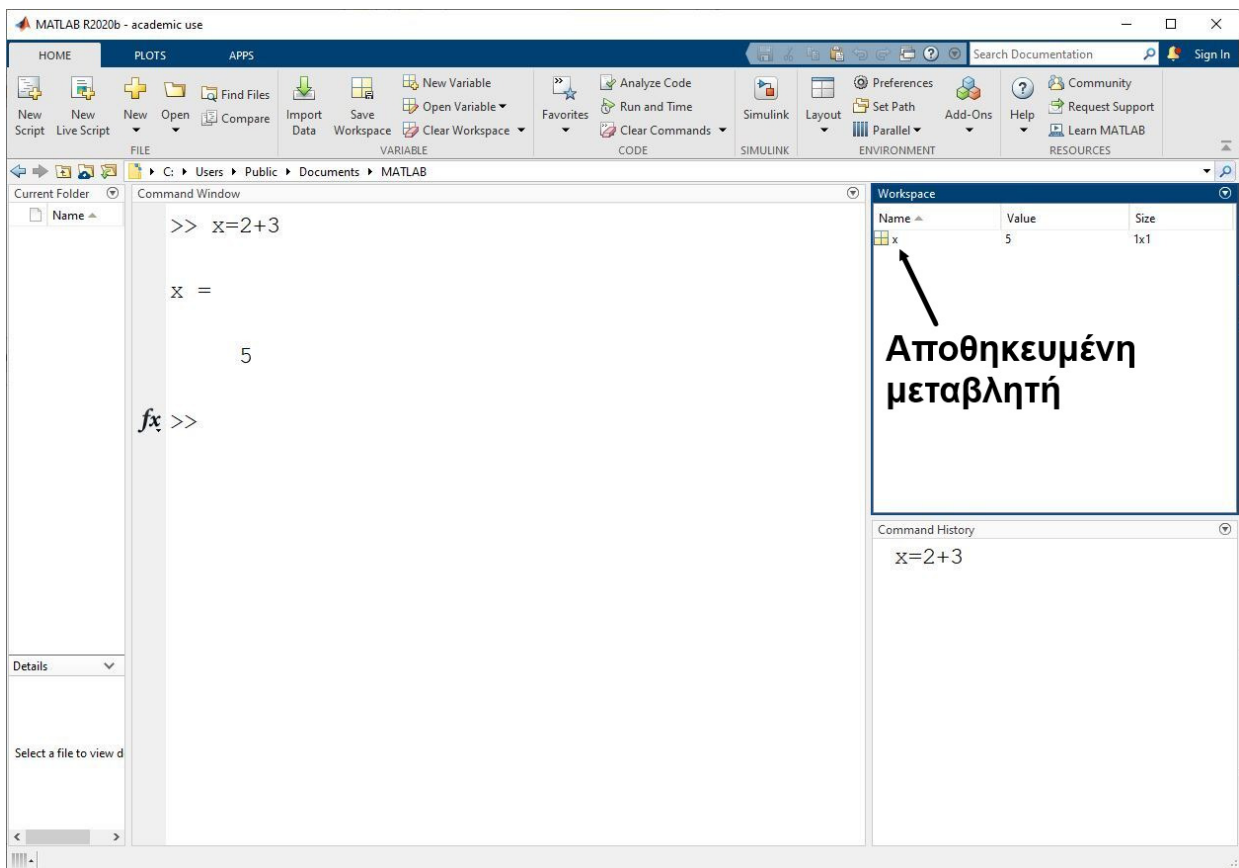 MATLAB R2020b - academic use
HOME PLOTS APPS Search Documentation Sign In
New Script
New Live Script
New
Open
Find Files
Compare
FILE
Import Data
Save Workspace
New Variable
Open Variable
Clear Workspace
VARIABLE
Favorites
Analyze Code
Run and Time
Clear Commands
CODE
Simulink
SIMULINK
Layout
Preferences
Set Path
Parallel
Add-Ons
ENVIRONMENT
Help
Community
Request Support
Learn MATLAB
RESOURCES
C: Users Public Documents MATLAB
Current Folder
Name
Details
Select a file to view d
Command Window
>> x=2+3
x =
5
fx >>
Workspace
Name Value Size
x 5 1x1
Αποθηκευμένη
μεταβλητή
Command History
x=2+3